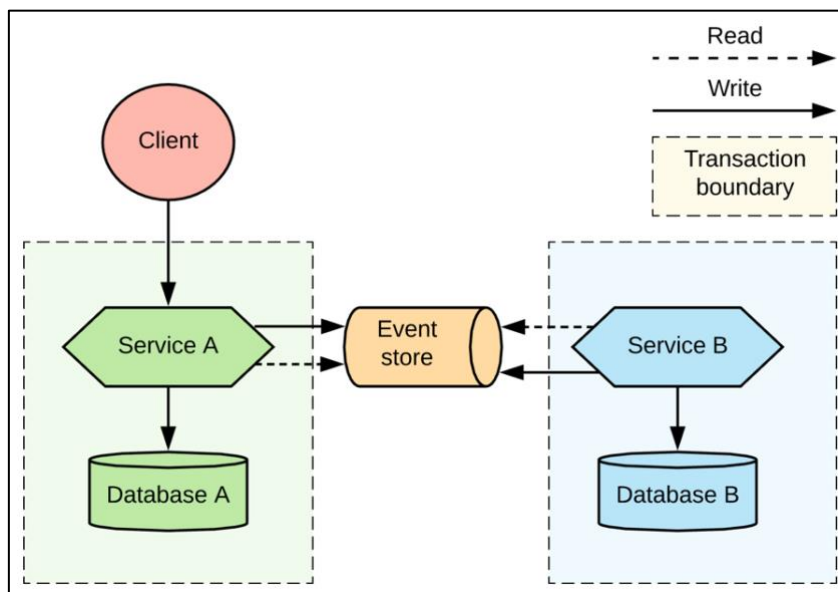 Read
Write
Client
Transaction
boundary
Service A
Event
store
Service B
Database A
Database B